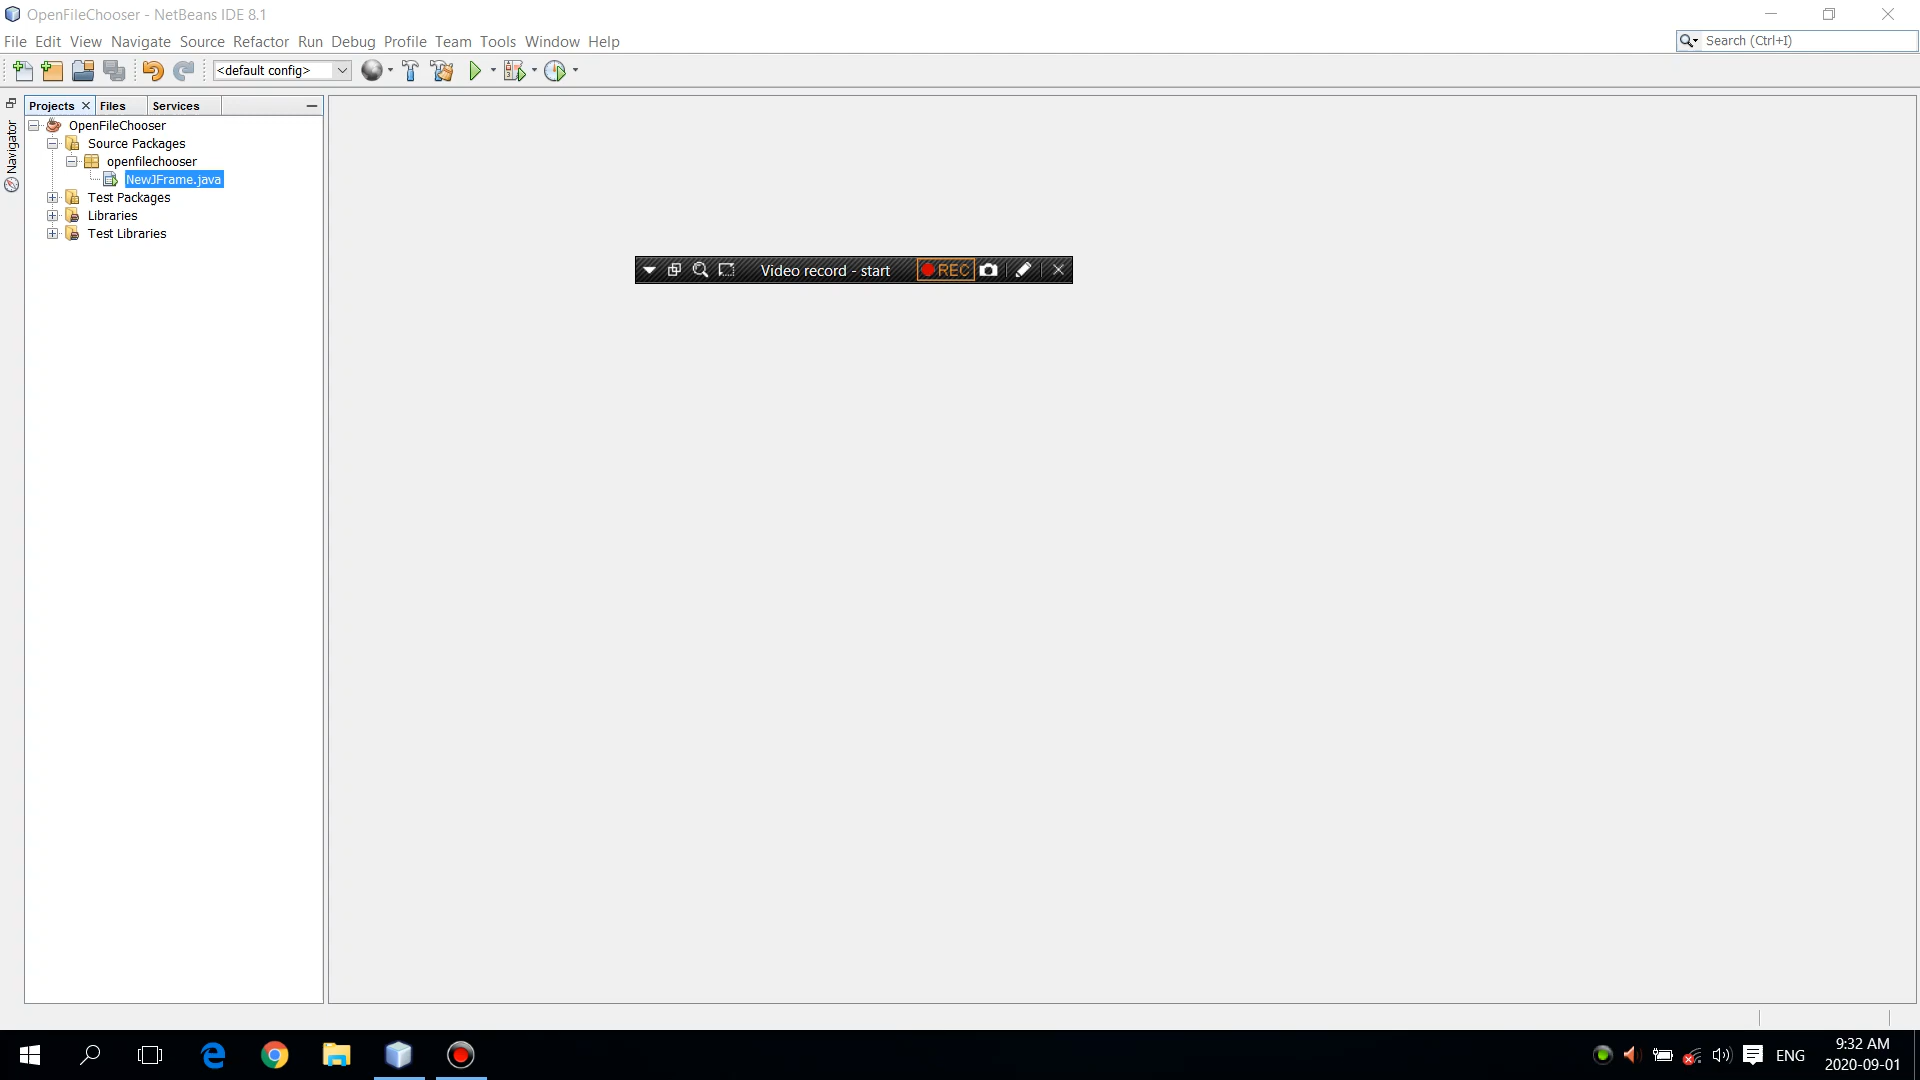 OpenFileChooser - NetBeans IDE 8.1
File Edit View Navigate Source Refactor Run Debug Profile Team Tools Window Help
Search (Ctrl+I)
<default config>
Projects Files Services
Navigator
OpenFileChooser
Source Packages
openfilechooser
NewJFrame.java
Test Packages
Libraries
Test Libraries
Video record - start REC
ENG
9:32 AM
2020-09-01